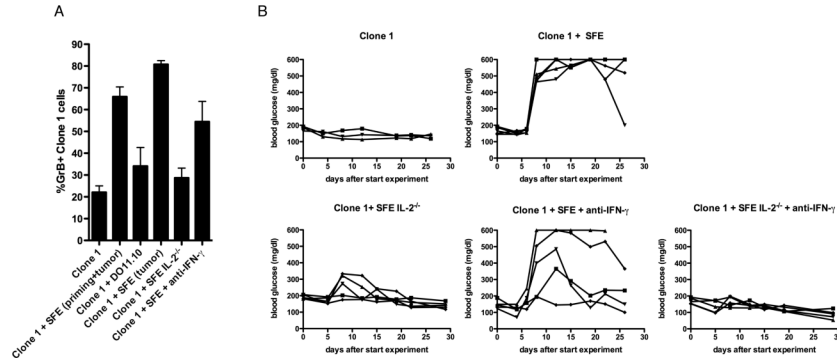 A
B
%GrB+ Clone 1 cells
90
80
70
60
50
40
30
20
10
0
Clone 1
Clone 1 + SFE (priming+tumor)
Clone 1 + DO11.10
Clone 1 + SFE (tumor)
Clone 1 + SFE IL-2-/-
Clone 1 + SFE + anti-IFN-γ
Clone 1
blood glucose (mg/dl)
600
500
400
300
200
100
0
0 5 10 15 20 25 30
days after start experiment
Clone 1 + SFE
blood glucose (mg/dl)
600
500
400
300
200
100
0
0 5 10 15 20 25 30
days after start experiment
Clone 1+ SFE IL-2-/-
blood glucose (mg/dl)
600
500
400
300
200
100
0
0 5 10 15 20 25 30
days after start experiment
Clone 1 + SFE + anti-IFN-γ
blood glucose (mg/dl)
600
500
400
300
200
100
0
0 5 10 15 20 25 30
days after start experiment
Clone 1 + SFE IL-2-/- + anti-IFN-γ
blood glucose (mg/dl)
600
500
400
300
200
100
0
0 5 10 15 20 25 30
days after start experiment